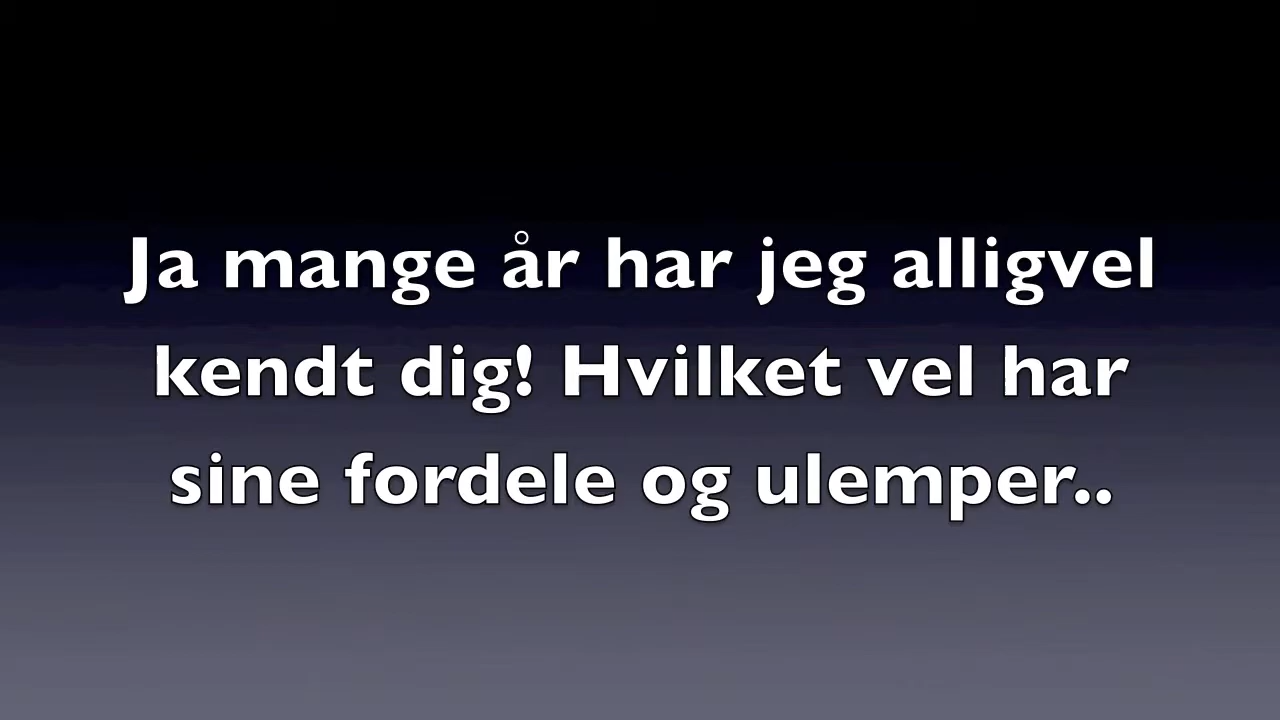 Ja mange år har jeg alligvel
kendt dig! Hvilket vel har
sine fordele og ulemper..